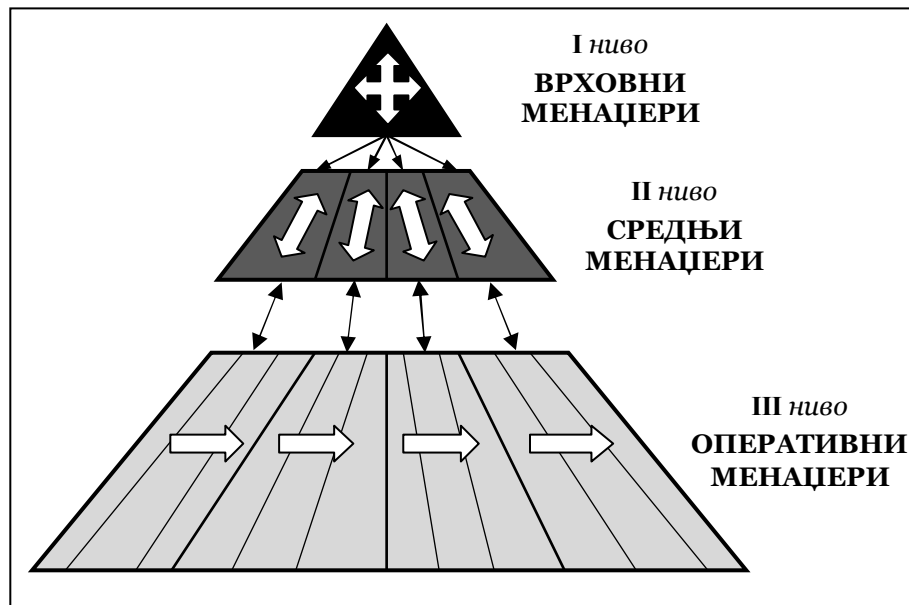 I ниво
ВРХОВНИ
МЕНАЏЕРИ
II ниво
СРЕДЊИ
МЕНАЏЕРИ
III ниво
ОПЕРАТИВНИ
МЕНАЏЕРИ